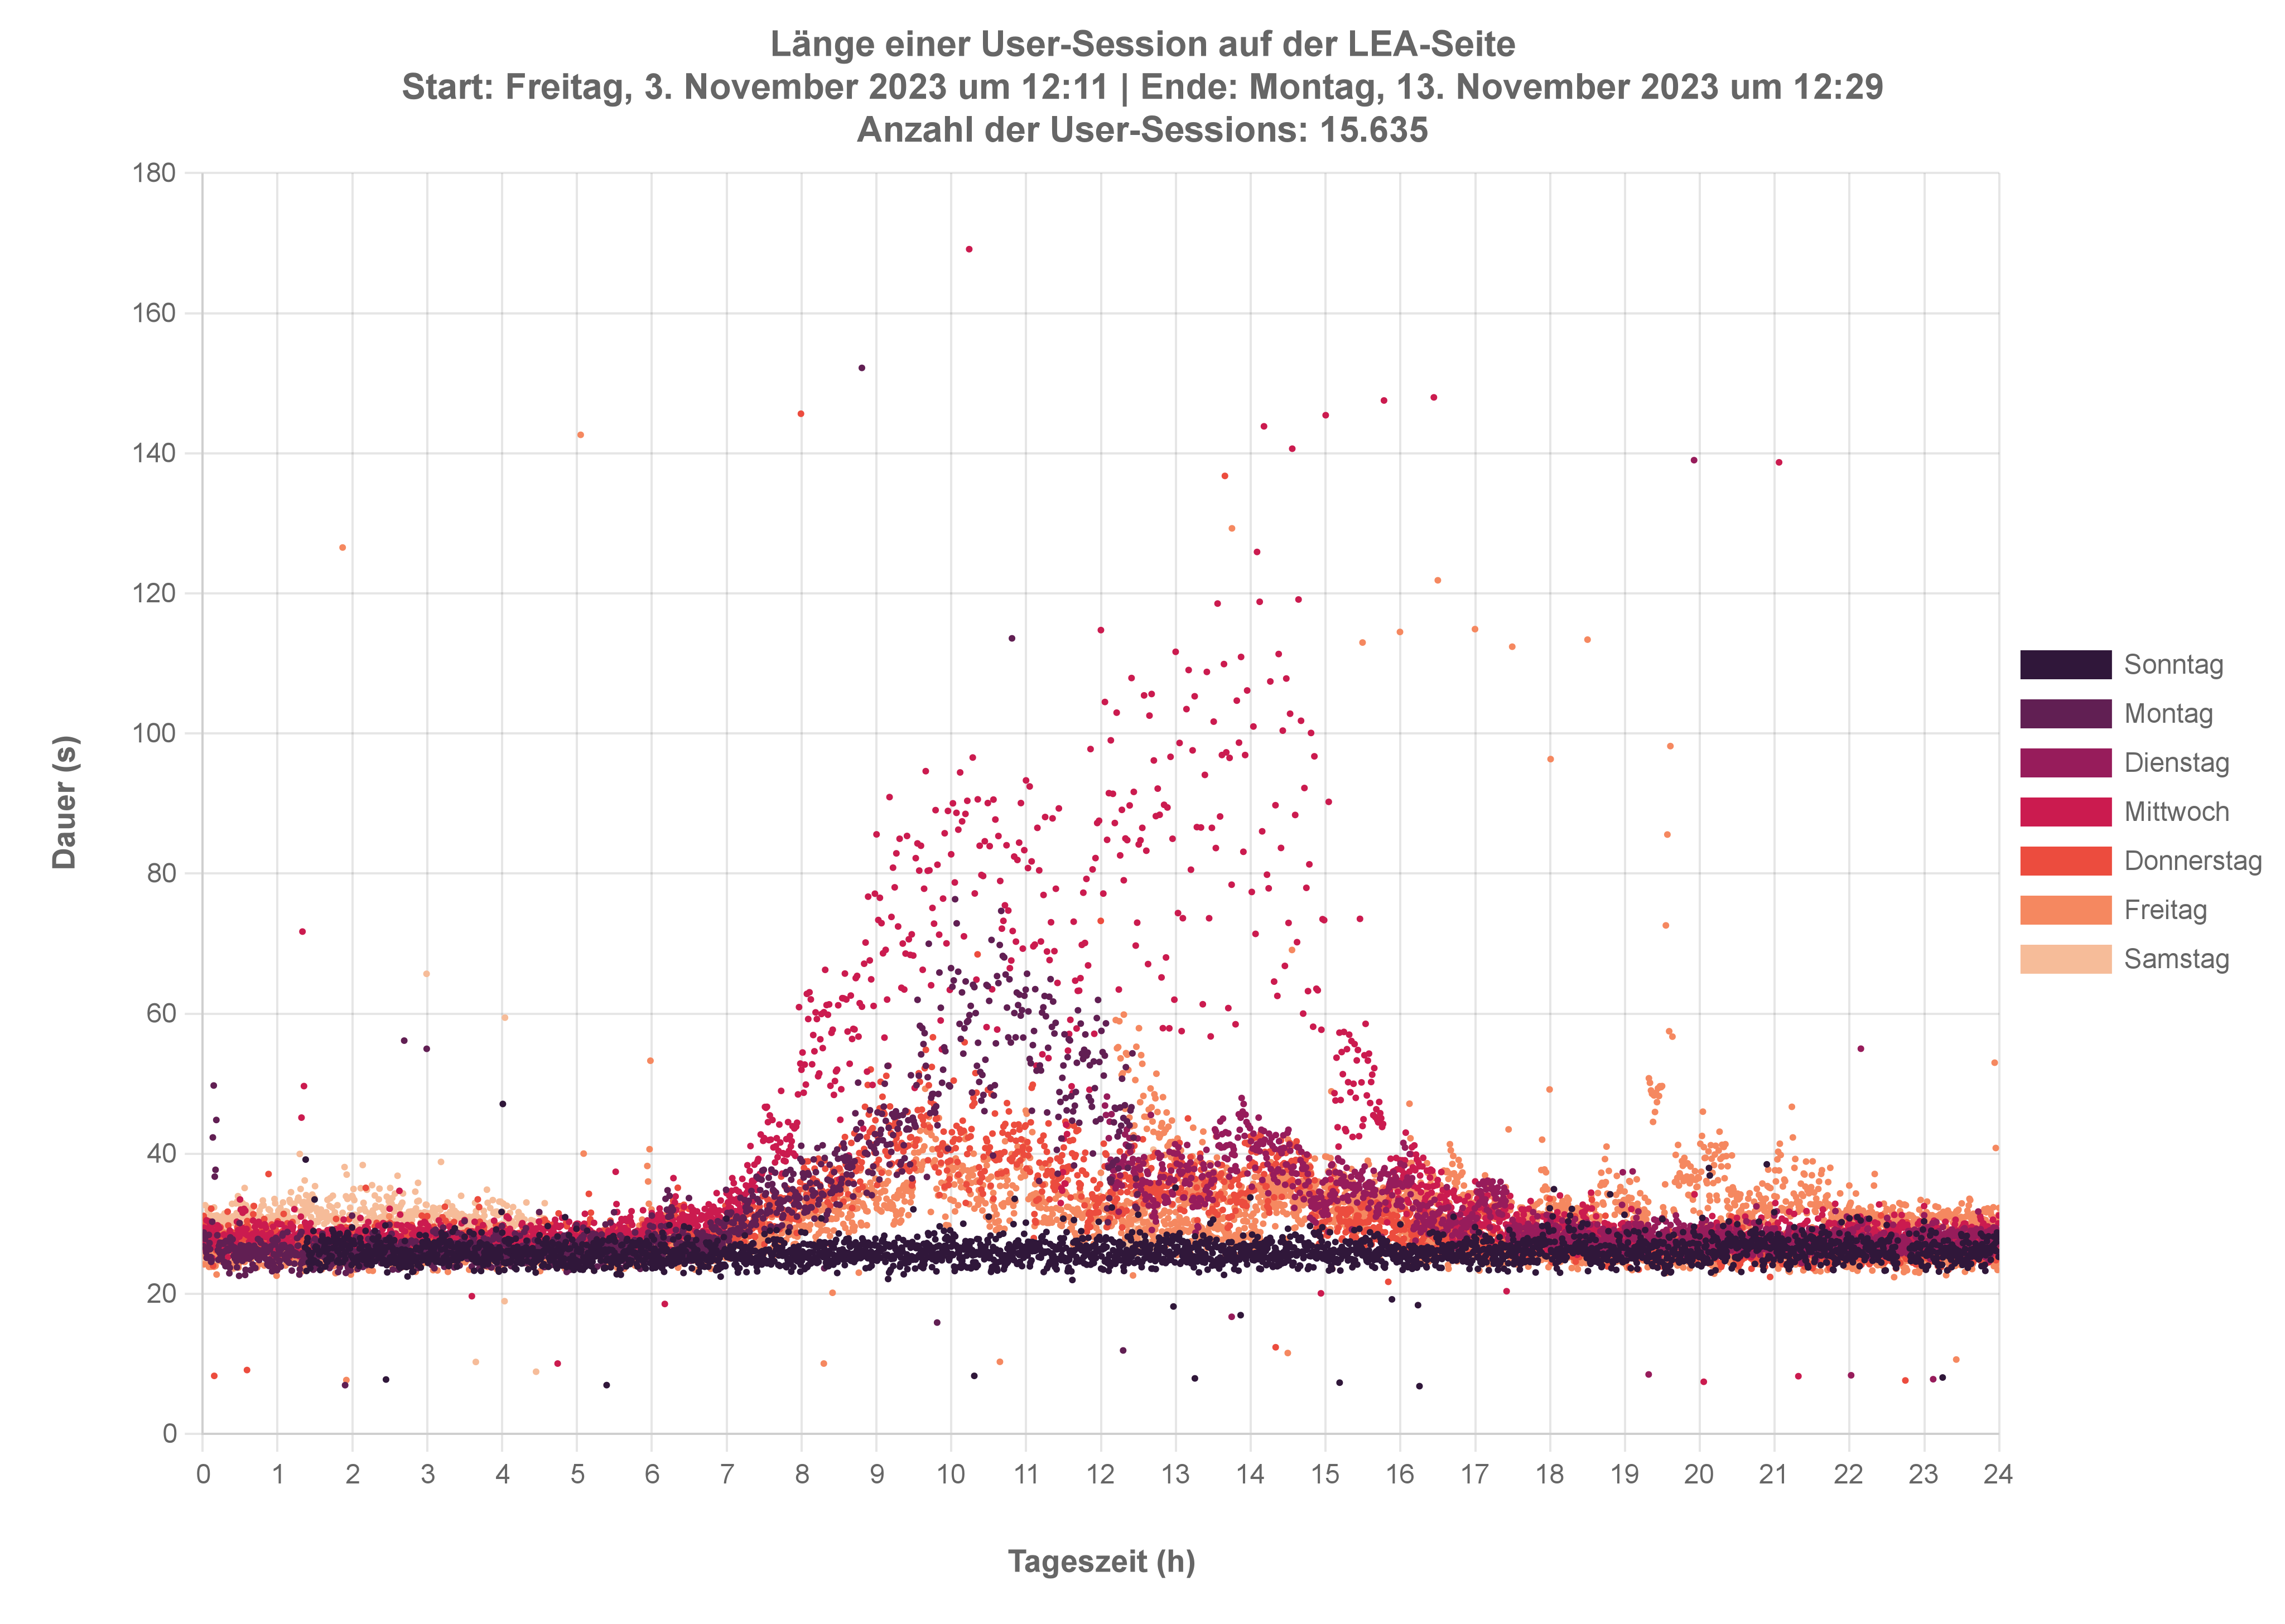 Länge einer User-Session auf der LEA-Seite
Start: Freitag, 3. November 2023 um 12:11 | Ende: Montag, 13. November 2023 um 12:29
Anzahl der User-Sessions: 15.635
180
160
140
120
100
80
60
40
20
0
Dauer (s)
0 1 2 3 4 5 6 7 8 9 10 11 12 13 14 15 16 17 18 19 20 21 22 23 24
Tageszeit (h)
Sonntag
Montag
Dienstag
Mittwoch
Donnerstag
Freitag
Samstag